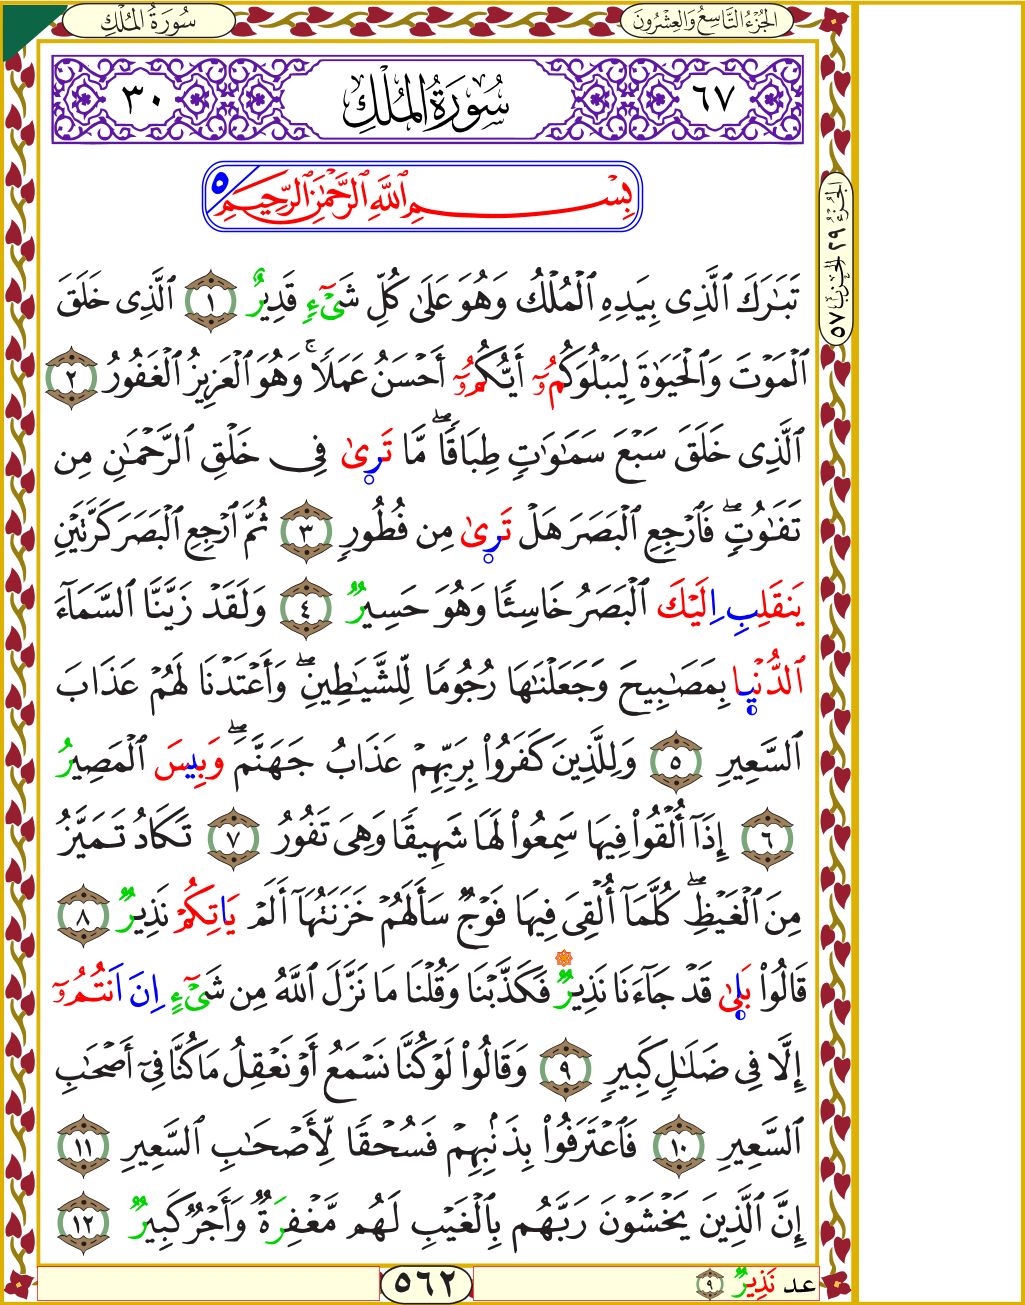 سُورَةُ المُلْكِ
الجُزْءُ التَّاسِعُ وَالعِشْرُونَ
٦٧ سُورَةُ المُلْكِ ٣٠
بِسْمِ ٱللَّهِ ٱلرَّحْمَٰنِ ٱلرَّحِيمِ ٥
تَبَٰرَكَ ٱلَّذِى بِيَدِهِ ٱلْمُلْكُ وَهُوَ عَلَىٰ كُلِّ شَىْءٍ قَدِيرٌ ١ ٱلَّذِى خَلَقَ
ٱلْمَوْتَ وَٱلْحَيَوٰةَ لِيَبْلُوَكُمُۥٓ أَيُّكُمُۥٓ أَحْسَنُ عَمَلًا ۚ وَهُوَ ٱلْعَزِيزُ ٱلْغَفُورُ ٢
ٱلَّذِى خَلَقَ سَبْعَ سَمَٰوَٰتٍ طِبَاقًا ۖ مَّا تَرَىٰ فِى خَلْقِ ٱلرَّحْمَٰنِ مِن
تَفَٰوُتٍ ۖ فَٱرْجِعِ ٱلْبَصَرَ هَلْ تَرَىٰ مِن فُطُورٍ ٣ ثُمَّ ٱرْجِعِ ٱلْبَصَرَ كَرَّتَيْنِ
يَنقَلِبِ اِلَيْكَ ٱلْبَصَرُ خَاسِئًا وَهُوَ حَسِيرٌ ٤ وَلَقَدْ زَيَّنَّا ٱلسَّمَآءَ
ٱلدُّنْيَا بِمَصَٰبِيحَ وَجَعَلْنَٰهَا رُجُومًا لِّلشَّيَٰطِينِ ۖ وَأَعْتَدْنَا لَهُمْ عَذَابَ
ٱلسَّعِيرِ ٥ وَلِلَّذِينَ كَفَرُوا۟ بِرَبِّهِمْ عَذَابُ جَهَنَّمَ ۖ وَبِيسَ ٱلْمَصِيرُ
٦ إِذَآ أُلْقُوا۟ فِيهَا سَمِعُوا۟ لَهَا شَهِيقًا وَهِىَ تَفُورُ ٧ تَكَادُ تَمَيَّزُ
مِنَ ٱلْغَيْظِ ۖ كُلَّمَآ أُلْقِىَ فِيهَا فَوْجٌ سَأَلَهُمْ خَزَنَتُهَآ أَلَمْ يَاتِكُمْ نَذِيرٌ ٨
قَالُوا۟ بَلَىٰ قَدْ جَآءَنَا نَذِيرٌ فَكَذَّبْنَا وَقُلْنَا مَا نَزَّلَ ٱللَّهُ مِن شَىْءٍ إِنَ اَنتُمُۥٓ
إِلَّا فِى ضَلَٰلٍ كَبِيرٍ ٩ وَقَالُوا۟ لَوْ كُنَّا نَسْمَعُ أَوْ نَعْقِلُ مَا كُنَّا فِىٓ أَصْحَٰبِ
ٱلسَّعِيرِ ١٠ فَٱعْتَرَفُوا۟ بِذَنۢبِهِمْ فَسُحْقًا لِّأَصْحَٰبِ ٱلسَّعِيرِ ١١
إِنَّ ٱلَّذِينَ يَخْشَوْنَ رَبَّهُم بِٱلْغَيْبِ لَهُم مَّغْفِرَةٌ وَأَجْرٌ كَبِيرٌ ١٢
الجُزْءُ ٢٩ الحِزْبُ ٥٧
عد نَذِيرٌ ٩
٥٦٢